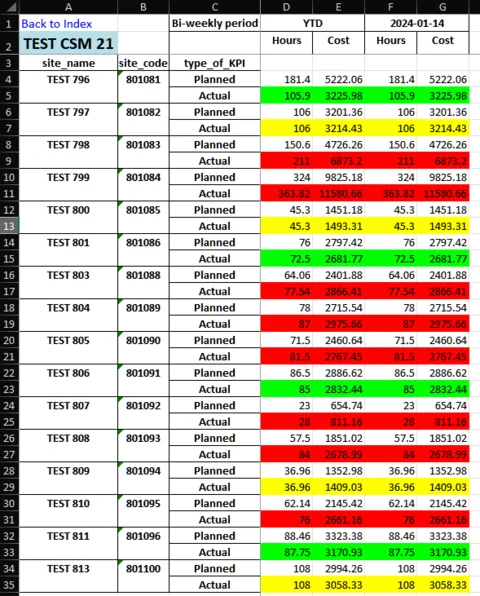 A B C D E F G
1 Back to Index Bi-weekly period YTD 2024-01-14
2 TEST CSM 21 Hours Cost Hours Cost
3 site_name site_code type_of_KPI
4 TEST 796 801081 Planned 181.4 5222.06 181.4 5222.06
5 Actual 105.9 3225.98 105.9 3225.98
6 TEST 797 801082 Planned 106 3201.36 106 3201.36
7 Actual 106 3214.43 106 3214.43
8 TEST 798 801083 Planned 150.6 4726.26 150.6 4726.26
9 Actual 211 6873.2 211 6873.2
10 TEST 799 801084 Planned 324 9825.18 324 9825.18
11 Actual 363.82 11580.66 363.82 11580.66
12 TEST 800 801085 Planned 45.3 1451.18 45.3 1451.18
13 Actual 45.3 1493.31 45.3 1493.31
14 TEST 801 801086 Planned 76 2797.42 76 2797.42
15 Actual 72.5 2681.77 72.5 2681.77
16 TEST 803 801088 Planned 64.06 2401.88 64.06 2401.88
17 Actual 77.54 2866.41 77.54 2866.41
18 TEST 804 801089 Planned 78 2715.54 78 2715.54
19 Actual 87 2975.66 87 2975.66
20 TEST 805 801090 Planned 71.5 2460.64 71.5 2460.64
21 Actual 81.5 2767.45 81.5 2767.45
22 TEST 806 801091 Planned 86.5 2886.62 86.5 2886.62
23 Actual 85 2832.44 85 2832.44
24 TEST 807 801092 Planned 23 654.74 23 654.74
25 Actual 28 811.16 28 811.16
26 TEST 808 801093 Planned 57.5 1851.02 57.5 1851.02
27 Actual 84 2678.99 84 2678.99
28 TEST 809 801094 Planned 36.96 1352.98 36.96 1352.98
29 Actual 36.96 1409.03 36.96 1409.03
30 TEST 810 801095 Planned 62.14 2145.42 62.14 2145.42
31 Actual 76 2661.16 76 2661.16
32 TEST 811 801096 Planned 88.46 3323.38 88.46 3323.38
33 Actual 87.75 3170.93 87.75 3170.93
34 TEST 813 801100 Planned 108 2994.26 108 2994.26
35 Actual 108 3058.33 108 3058.33